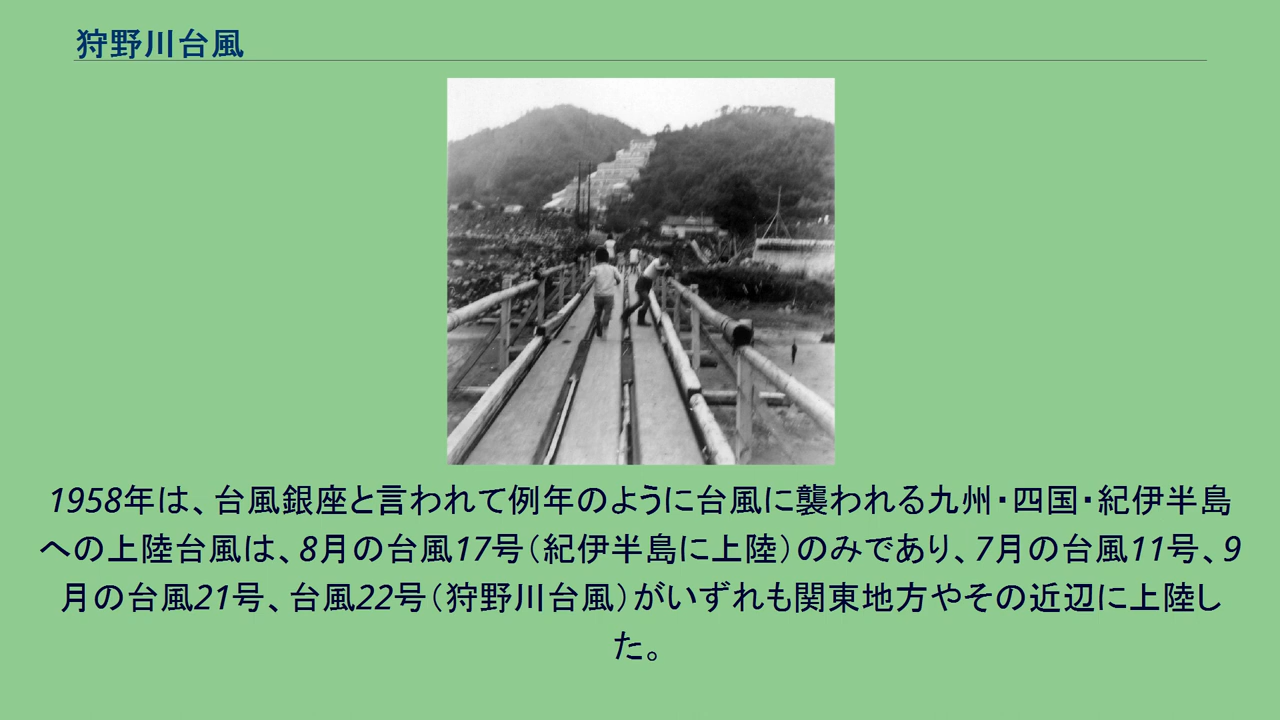 狩野川台風
1958年は、台風銀座と言われて例年のように台風に襲われる九州・四国・紀伊半島
への上陸台風は、8月の台風17号（紀伊半島に上陸）のみであり、7月の台風11号、9
月の台風21号、台風22号（狩野川台風）がいずれも関東地方やその近辺に上陸し
た。